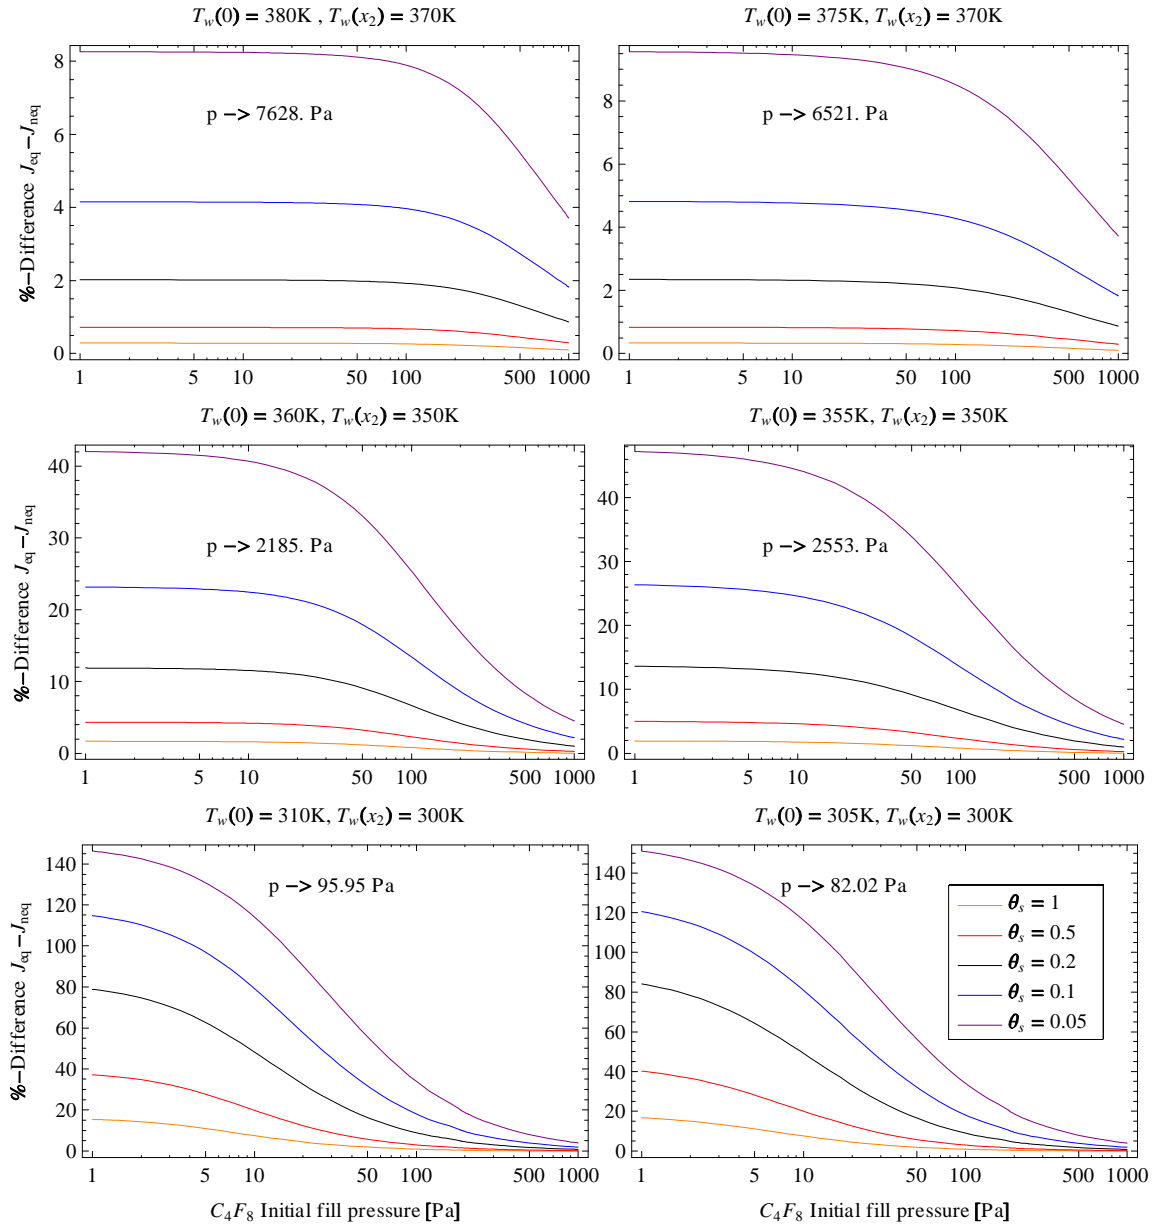 T_w(0) = 380K , T_w(x_2) = 370K
T_w(0) = 375K, T_w(x_2) = 370K
%−Difference J_eq−J_neq
8
6
4
2
0
p −> 7628. Pa
1 5 10 50 100 500 1000
8
6
4
2
0
p −> 6521. Pa
1 5 10 50 100 500 1000
T_w(0) = 360K, T_w(x_2) = 350K
T_w(0) = 355K, T_w(x_2) = 350K
%−Difference J_eq−J_neq
40
30
20
10
0
p −> 2185. Pa
1 5 10 50 100 500 1000
40
30
20
10
0
p −> 2553. Pa
1 5 10 50 100 500 1000
T_w(0) = 310K, T_w(x_2) = 300K
T_w(0) = 305K, T_w(x_2) = 300K
%−Difference J_eq−J_neq
140
120
100
80
60
40
20
0
p −> 95.95 Pa
1 5 10 50 100 500 1000
C_4F_8 Initial fill pressure [Pa]
140
120
100
80
60
40
20
0
p −> 82.02 Pa
θ_s = 1
θ_s = 0.5
θ_s = 0.2
θ_s = 0.1
θ_s = 0.05
1 5 10 50 100 500 1000
C_4F_8 Initial fill pressure [Pa]